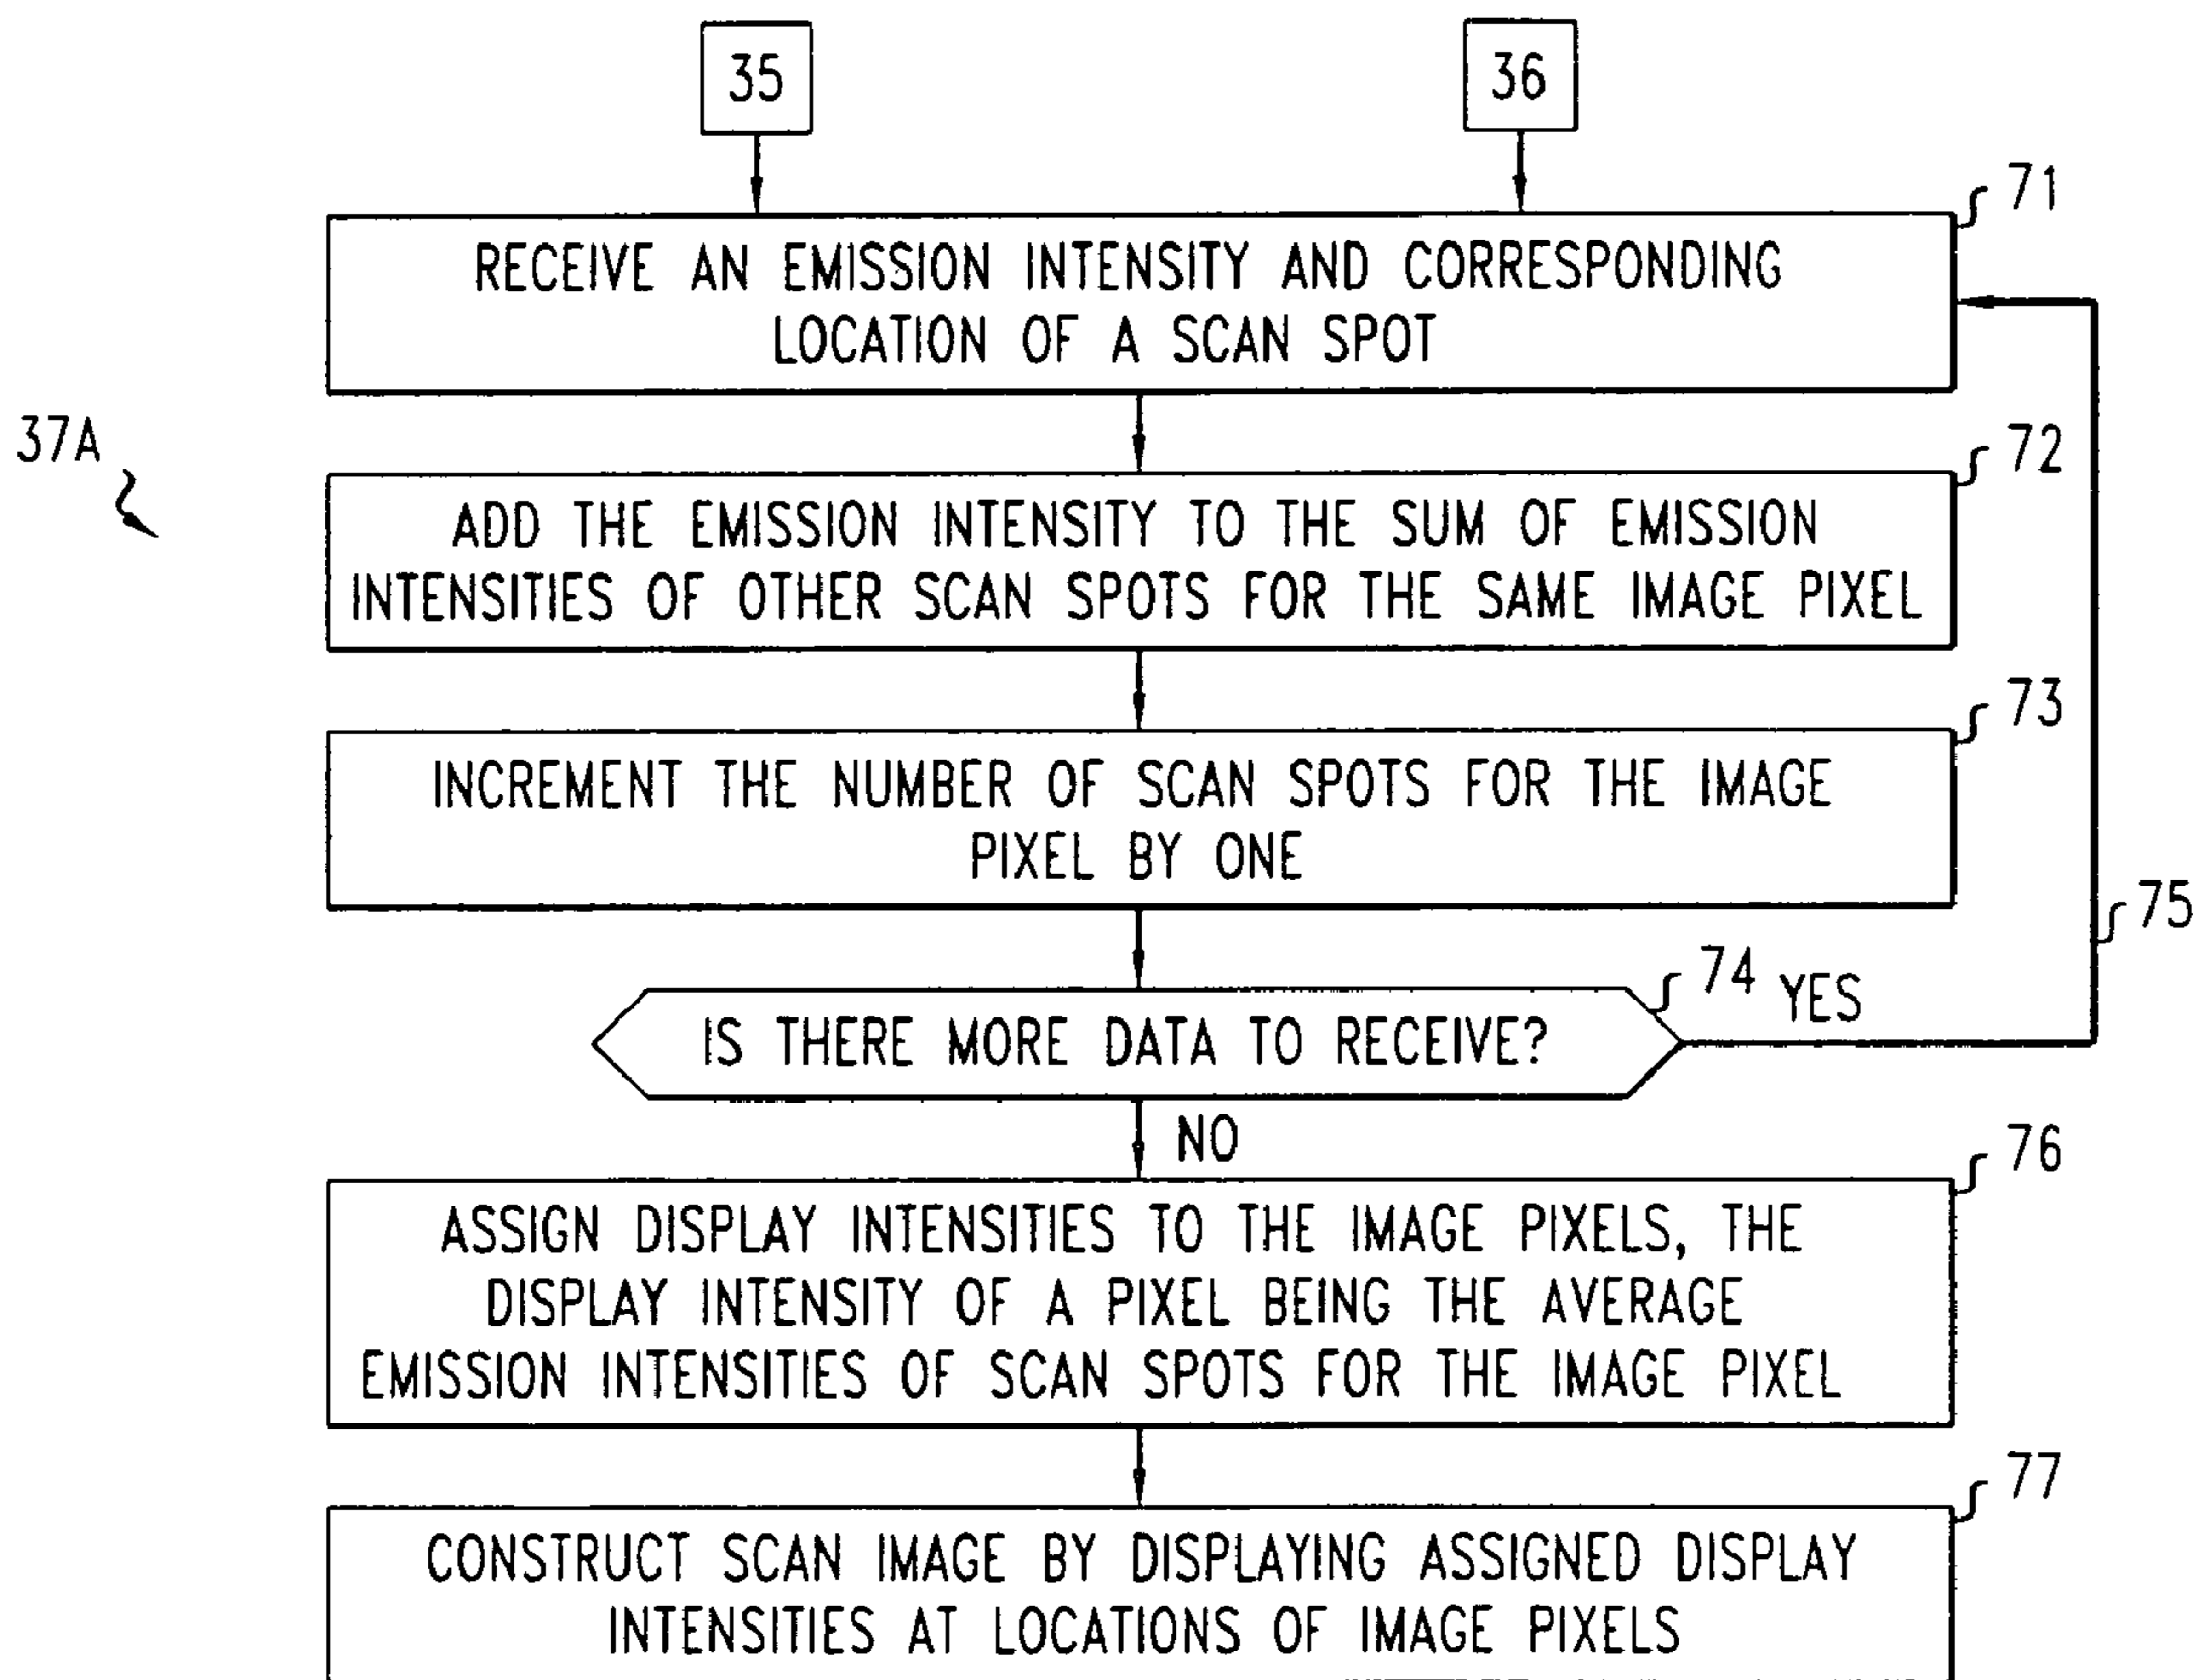 35
36
71
RECEIVE AN EMISSION INTENSITY AND CORRESPONDING
LOCATION OF A SCAN SPOT
37A
72
ADD THE EMISSION INTENSITY TO THE SUM OF EMISSION
INTENSITIES OF OTHER SCAN SPOTS FOR THE SAME IMAGE PIXEL
73
INCREMENT THE NUMBER OF SCAN SPOTS FOR THE IMAGE
PIXEL BY ONE
75
74
YES
IS THERE MORE DATA TO RECEIVE?
NO
76
ASSIGN DISPLAY INTENSITIES TO THE IMAGE PIXELS, THE
DISPLAY INTENSITY OF A PIXEL BEING THE AVERAGE
EMISSION INTENSITIES OF SCAN SPOTS FOR THE IMAGE PIXEL
77
CONSTRUCT SCAN IMAGE BY DISPLAYING ASSIGNED DISPLAY
INTENSITIES AT LOCATIONS OF IMAGE PIXELS